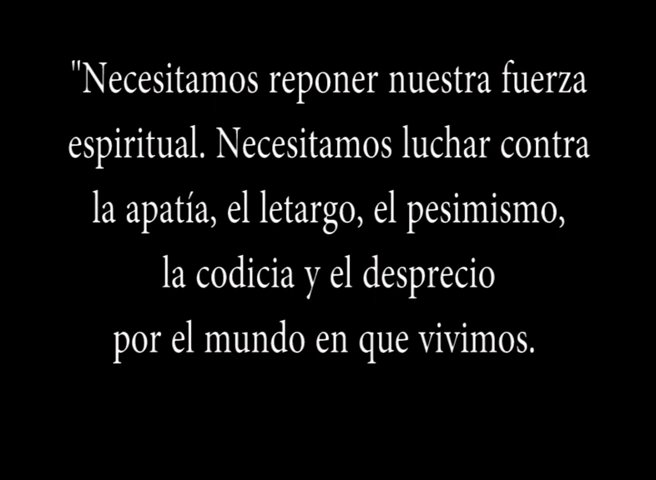 "Necesitamos reponer nuestra fuerza
espiritual. Necesitamos luchar contra
la apatía, el letargo, el pesimismo,
la codicia y el desprecio
por el mundo en que vivimos.